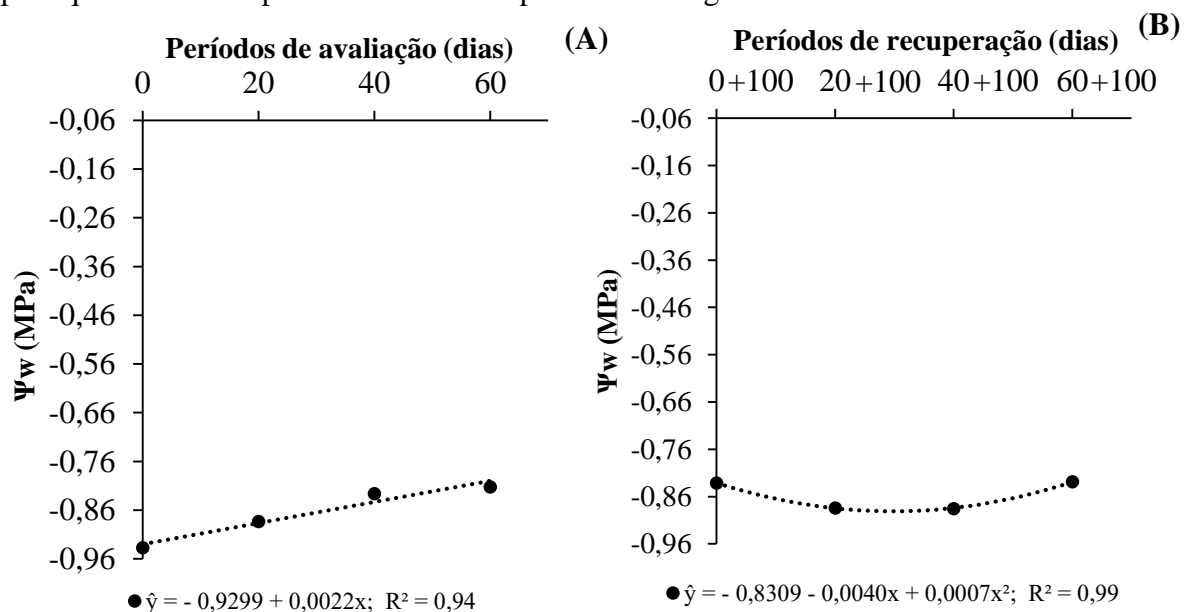 Períodos de avaliação (dias) (A)
0 20 40 60
-0,06
-0,16
-0,26
-0,36
-0,46
-0,56
-0,66
-0,76
-0,86
-0,96
Ψw (MPa)
ŷ = - 0,9299 + 0,0022x; R² = 0,94
Períodos de recuperação (dias) (B)
0+100 20+100 40+100 60+100
-0,06
-0,16
-0,26
-0,36
-0,46
-0,56
-0,66
-0,76
-0,86
-0,96
Ψw (MPa)
ŷ = - 0,8309 - 0,0040x + 0,0007x²; R² = 0,99